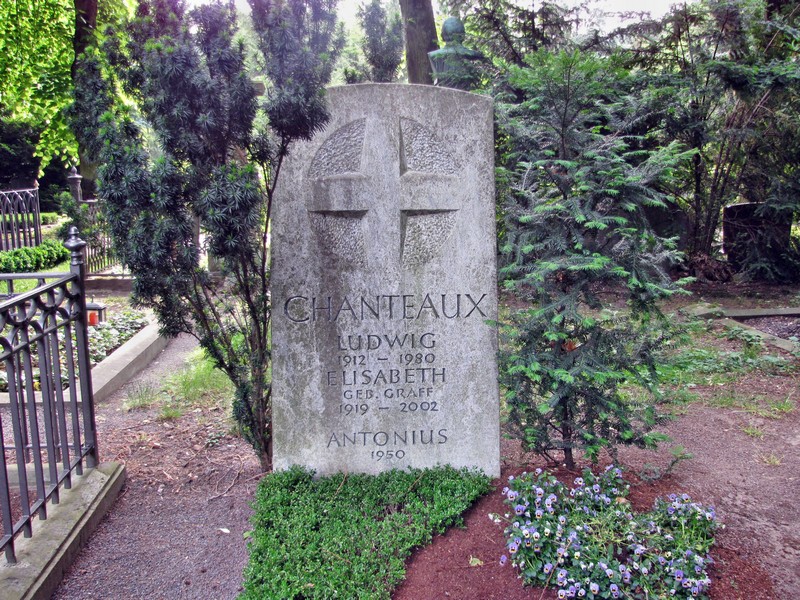 CHANTEAUX
LUDWIG
1912 – 1980
ELISABETH
GEB. GRAFF
1919 – 2002
ANTONIUS
1950